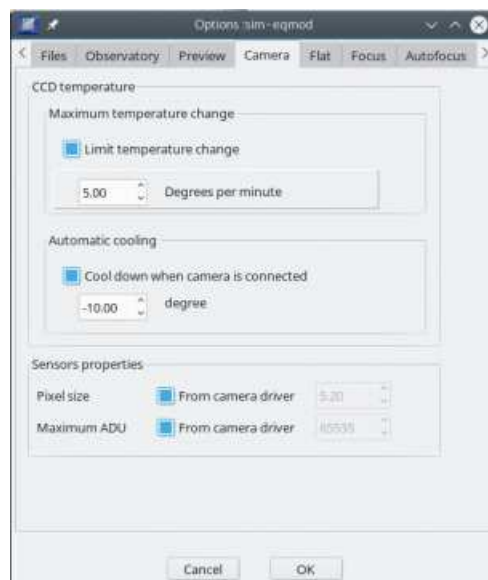 Options :sim-eqmod
Files Observatory Preview Camera Flat Focus Autofocus
CCD temperature
Maximum temperature change
Limit temperature change
5.00 Degrees per minute
Automatic cooling
Cool down when camera is connected
-10.00 degree
Sensors properties
Pixel size From camera driver 5.20
Maximum ADU From camera driver 65535
Cancel OK